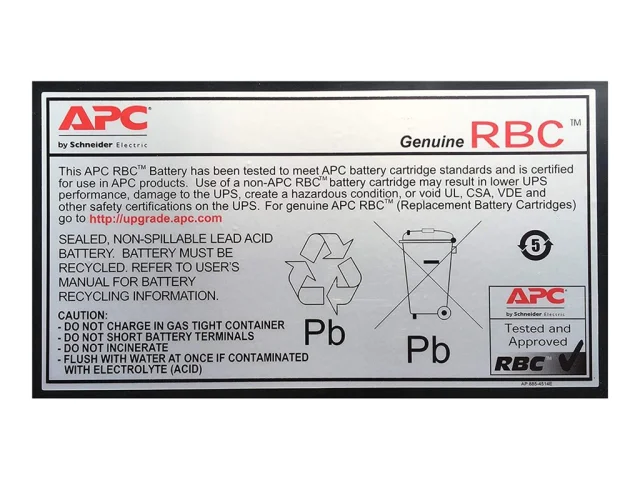 APC
by Schneider Electric
Genuine RBC™
This APC RBC™ Battery has been tested to meet APC battery cartridge standards and is certified
for use in APC products. Use of a non-APC RBC™ battery cartridge may result in lower UPS
performance, damage to the UPS, create a hazardous condition, or void UL, CSA, VDE and
other safety certifications on the UPS. For genuine APC RBC™ (Replacement Battery Cartridges)
go to http://upgrade.apc.com
SEALED, NON-SPILLABLE LEAD ACID
BATTERY. BATTERY MUST BE
RECYCLED. REFER TO USER'S
MANUAL FOR BATTERY
RECYCLING INFORMATION.
CAUTION:
- DO NOT CHARGE IN GAS TIGHT CONTAINER
- DO NOT SHORT BATTERY TERMINALS
- DO NOT INCINERATE
- FLUSH WITH WATER AT ONCE IF CONTAMINATED
WITH ELECTROLYTE (ACID)
Pb
Pb
5
APC
by Schneider Electric
Tested and
Approved
RBC™
AP 885-4514E